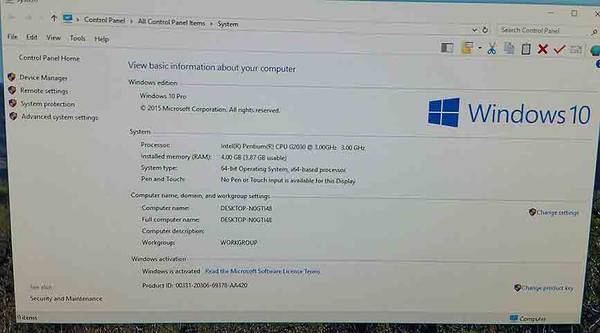 System
Control Panel > All Control Panel Items > System
Search Control Panel
File Edit View Tools Help
Control Panel Home
Device Manager
Remote settings
System protection
Advanced system settings
View basic information about your computer
Windows edition
Windows 10 Pro
© 2015 Microsoft Corporation. All rights reserved.
Windows 10
System
Processor: Intel(R) Pentium(R) CPU G2030 @ 3.00GHz 3.00 GHz
Installed memory (RAM): 4.00 GB (3.87 GB usable)
System type: 64-bit Operating System, x64-based processor
Pen and Touch: No Pen or Touch Input is available for this Display
Computer name, domain, and workgroup settings
Computer name: DESKTOP-N0GTI48
Change settings
Full computer name: DESKTOP-N0GTI48
Computer description:
Workgroup: WORKGROUP
Windows activation
Windows is activated Read the Microsoft Software License Terms
Product ID: 00331-20306-69378-AA420
Change product key
See also
Security and Maintenance
0 items
Computer